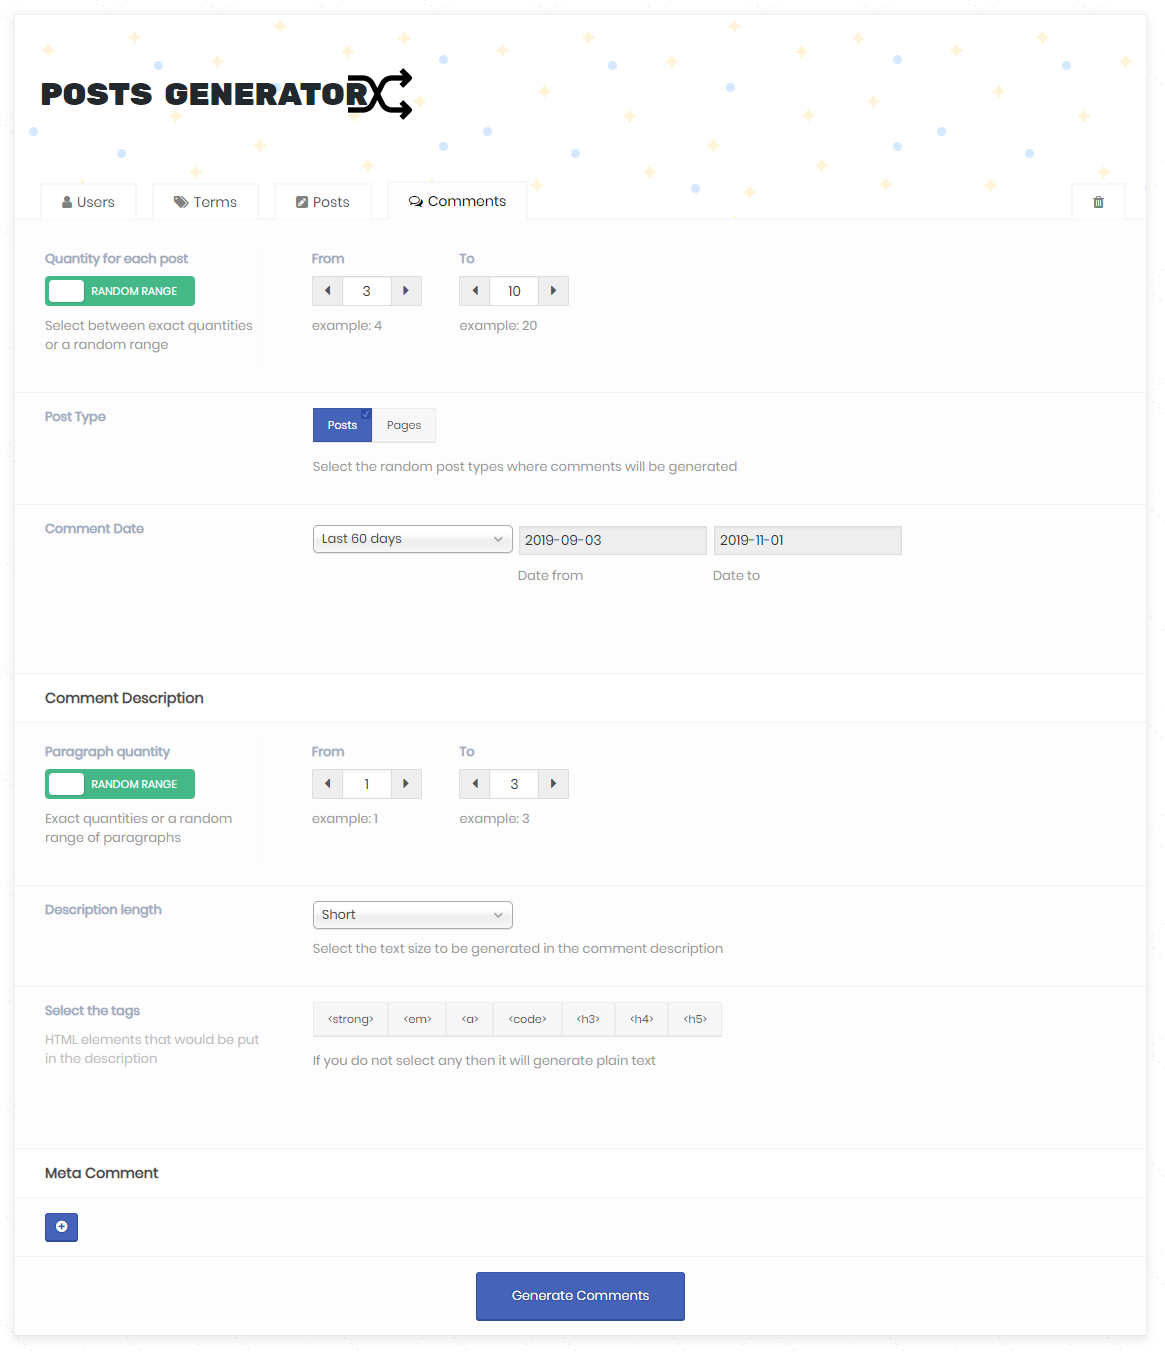 POSTS GENERATOR
Users
Terms
Posts
Comments
Quantity for each post
From
To
RANDOM RANGE
3
10
Select between exact quantities
or a random range
example: 4
example: 20
Post Type
Posts
Pages
Select the random post types where comments will be generated
Comment Date
Last 60 days
2019-09-03
2019-11-01
Date from
Date to
Comment Description
Paragraph quantity
From
To
RANDOM RANGE
1
3
Exact quantities or a random
range of paragraphs
example: 1
example: 3
Description length
Short
Select the text size to be generated in the comment description
Select the tags
<strong>
<em>
<a>
<code>
<h3>
<h4>
<h5>
HTML elements that would be put
in the description
If you do not select any then it will generate plain text
Meta Comment
Generate Comments